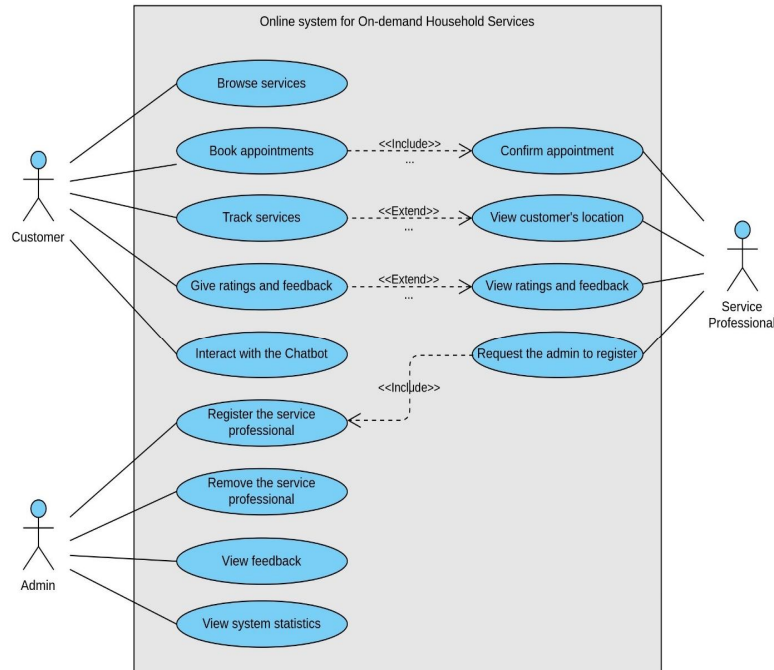 Online system for On-demand Household Services
Browse services
Book appointments
<<Include>>
...
Confirm appointment
Customer
Track services
<<Extend>>
...
View customer's location
Give ratings and feedback
<<Extend>>
...
View ratings and feedback
Service
Professional
Interact with the Chatbot
Request the admin to register
<<Include>>
Register the service
professional
Remove the service
professional
Admin
View feedback
View system statistics